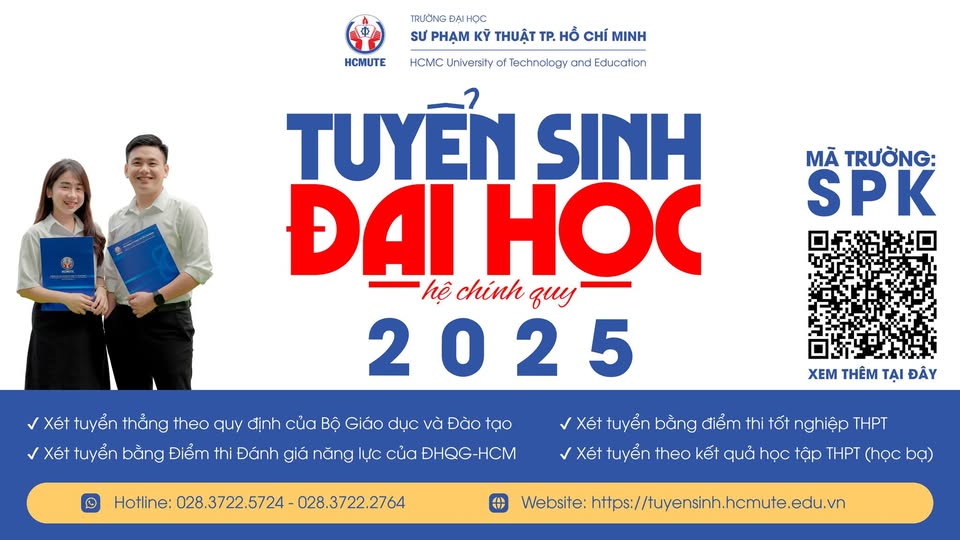 TRƯỜNG ĐẠI HỌC
SƯ PHẠM KỸ THUẬT TP. HỒ CHÍ MINH
HCMC University of Technology and Education
HCMUTE
TUYỂN SINH
ĐẠI HỌC
hệ chính quy
2025
MÃ TRƯỜNG:
SPK
XEM THÊM TẠI ĐÂY
HCMUTE
✓ Xét tuyển thẳng theo quy định của Bộ Giáo dục và Đào tạo
✓ Xét tuyển bằng Điểm thi Đánh giá năng lực của ĐHQG-HCM
✓ Xét tuyển bằng điểm thi tốt nghiệp THPT
✓ Xét tuyển theo kết quả học tập THPT (học bạ)
Hotline: 028.3722.5724 - 028.3722.2764
Website: https://tuyensinh.hcmute.edu.vn